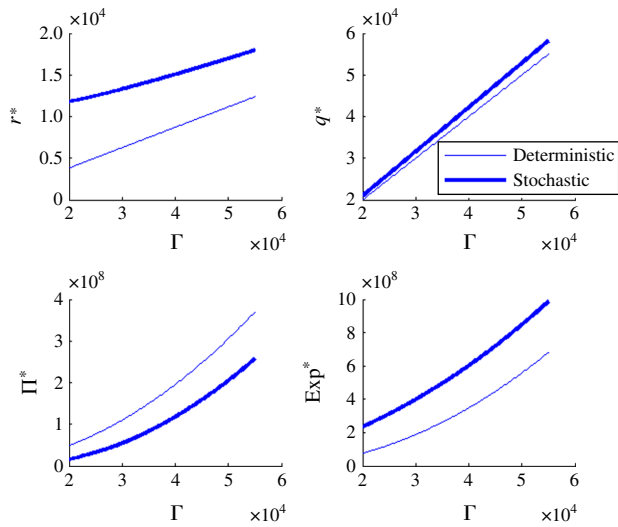 ×10⁴
2.0
1.5
1.0
0.5
0
r*
2 3 4 5 6
Γ ×10⁴
×10⁴
6
5
4
3
2
q*
Deterministic
Stochastic
2 3 4 5 6
Γ ×10⁴
×10⁸
4
3
2
1
0
Π*
2 3 4 5 6
Γ ×10⁴
×10⁸
10
8
6
4
2
0
Exp*
2 3 4 5 6
Γ ×10⁴